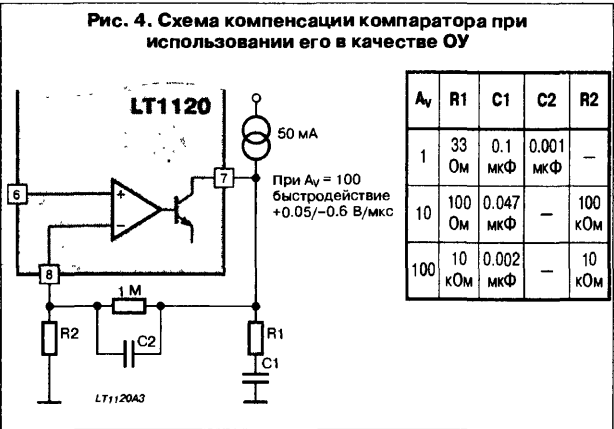 Рис. 4. Схема компенсации компаратора при
использовании его в качестве ОУ
LT1120
50 мА
6
+
−
7
8
При Av = 100
быстродействие
+0.05/−0.6 В/мкс
1 М
R2
C2
R1
C1
LT1120A3
Av R1 C1 C2 R2
1 33 Ом 0.1 мкФ 0.001 мкФ —
10 100 Ом 0.047 мкФ — 100 кОм
100 10 кОм 0.002 мкФ — 10 кОм